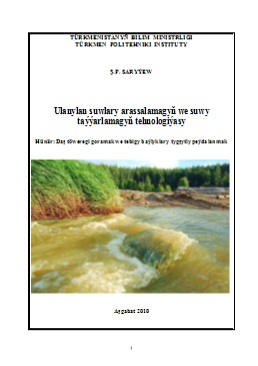 TÜRKMENISTANYŇ BILIM MINISTRLIGI
TÜRKMEN POLITEHNIKI INSTITUTY
Ş.P. SARYÝEW
Ulanylan suwlary arassalamagyň we suwy
taýýarlamagyň tehnologiýasy
Hünär: Daş töweregi goramak we tebigy baýlyklary tygşytly peýdalanmak
Aşgabat 2010
1